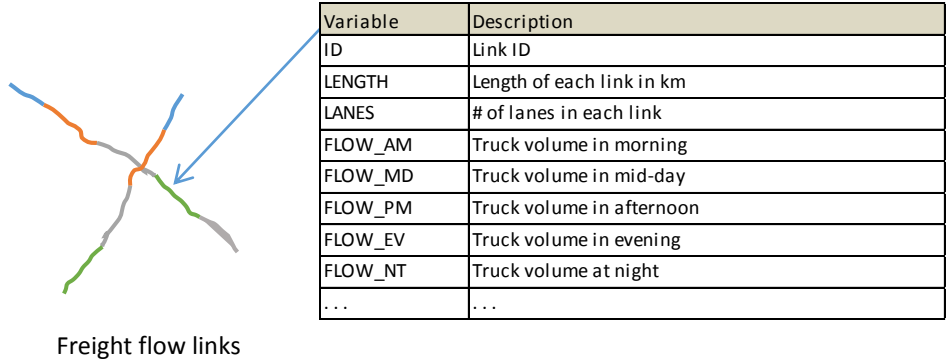 Variable Description
ID Link ID
LENGTH Length of each link in km
LANES # of lanes in each link
FLOW_AM Truck volume in morning
FLOW_MD Truck volume in mid-day
FLOW_PM Truck volume in afternoon
FLOW_EV Truck volume in evening
FLOW_NT Truck volume at night
. . . . . .
Freight flow links